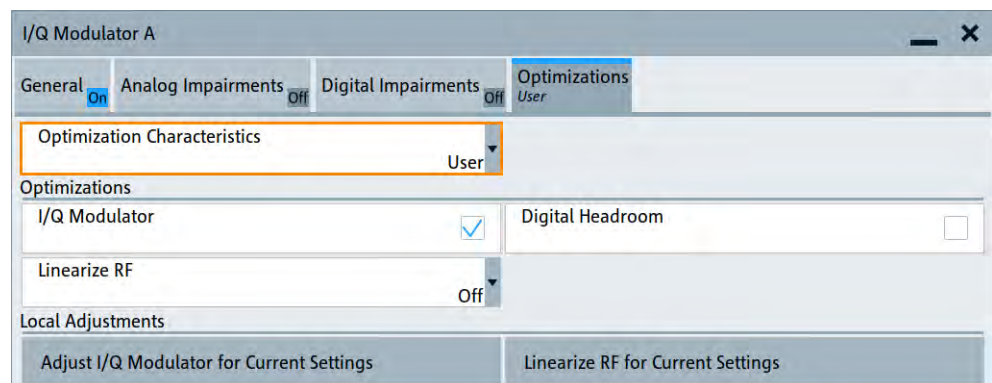 I/Q Modulator A
General On Analog Impairments Off Digital Impairments Off Optimizations
User
Optimization Characteristics
User
Optimizations
I/Q Modulator Digital Headroom
Linearize RF
Off
Local Adjustments
Adjust I/Q Modulator for Current Settings Linearize RF for Current Settings